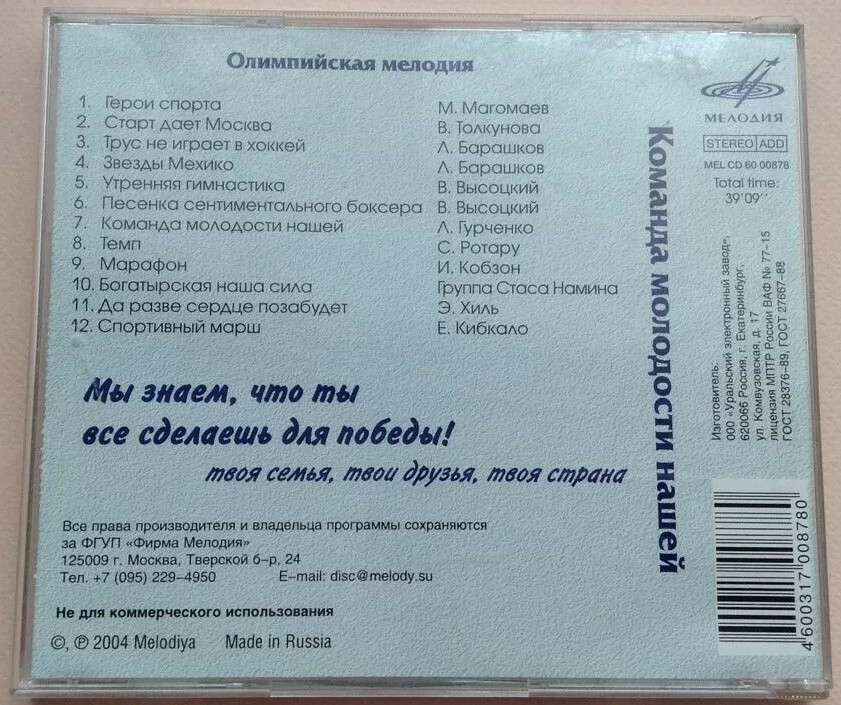 Олимпийская мелодия
1. Герои спорта М. Магомаев
2. Старт дает Москва В. Толкунова
3. Трус не играет в хоккей Л. Барашков
4. Звезды Мехико Л. Барашков
5. Утренняя гимнастика В. Высоцкий
6. Песенка сентиментального боксера В. Высоцкий
7. Команда молодости нашей Л. Гурченко
8. Темп С. Ротару
9. Марафон И. Кобзон
10. Богатырская наша сила Группа Стаса Намина
11. Да разве сердце позабудет Э. Хиль
12. Спортивный марш Е. Кибкало
Мы знаем, что ты
все сделаешь для победы!
твоя семья, твои друзья, твоя страна
Все права производителя и владельца программы сохраняются
за ФГУП «Фирма Мелодия»
125009 г. Москва, Тверской б-р, 24
Тел. +7 (095) 229-4950 E-mail: disc@melody.su
Не для коммерческого использования
©, ℗ 2004 Melodiya Made in Russia
Команда молодости нашей
МЕЛОДИЯ
STEREO ADD
MEL CD 60 00878
Total time:
39'09''
Изготовитель:
ООО «Уральский электронный завод»,
620066 Россия, г. Екатеринбург,
ул. Комвузовская, д. 17
лицензия МПТР России ВАФ № 77-15
ГОСТ 28376-89, ГОСТ 27667-88
4 600317 008780